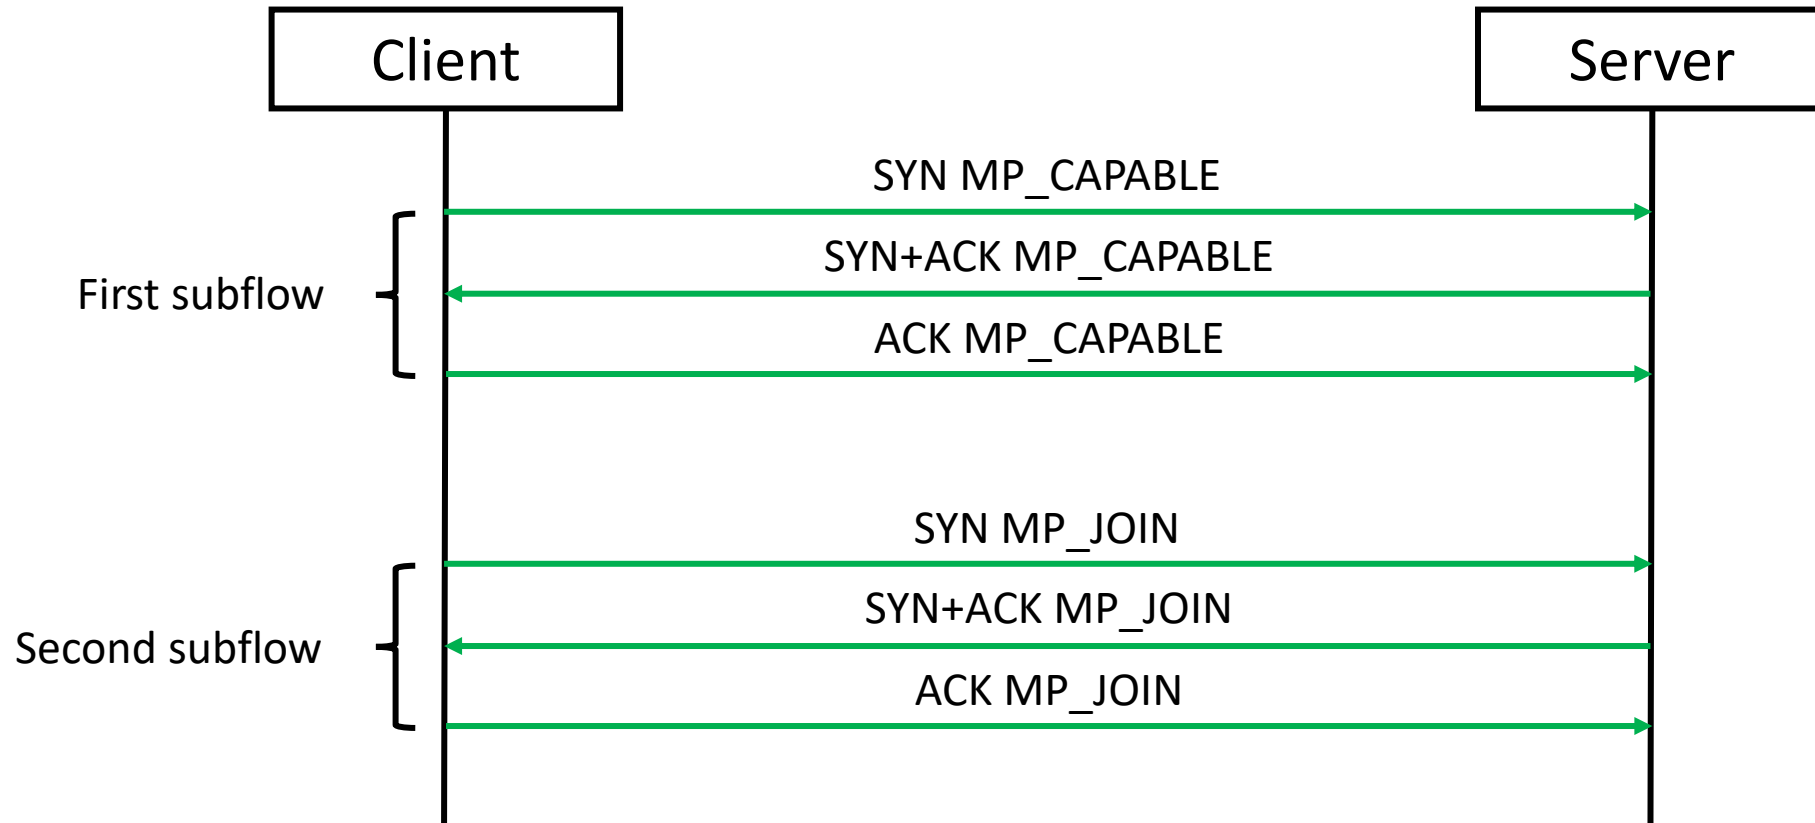 Client
Server
SYN MP_CAPABLE
SYN+ACK MP_CAPABLE
First subflow
ACK MP_CAPABLE
SYN MP_JOIN
SYN+ACK MP_JOIN
Second subflow
ACK MP_JOIN